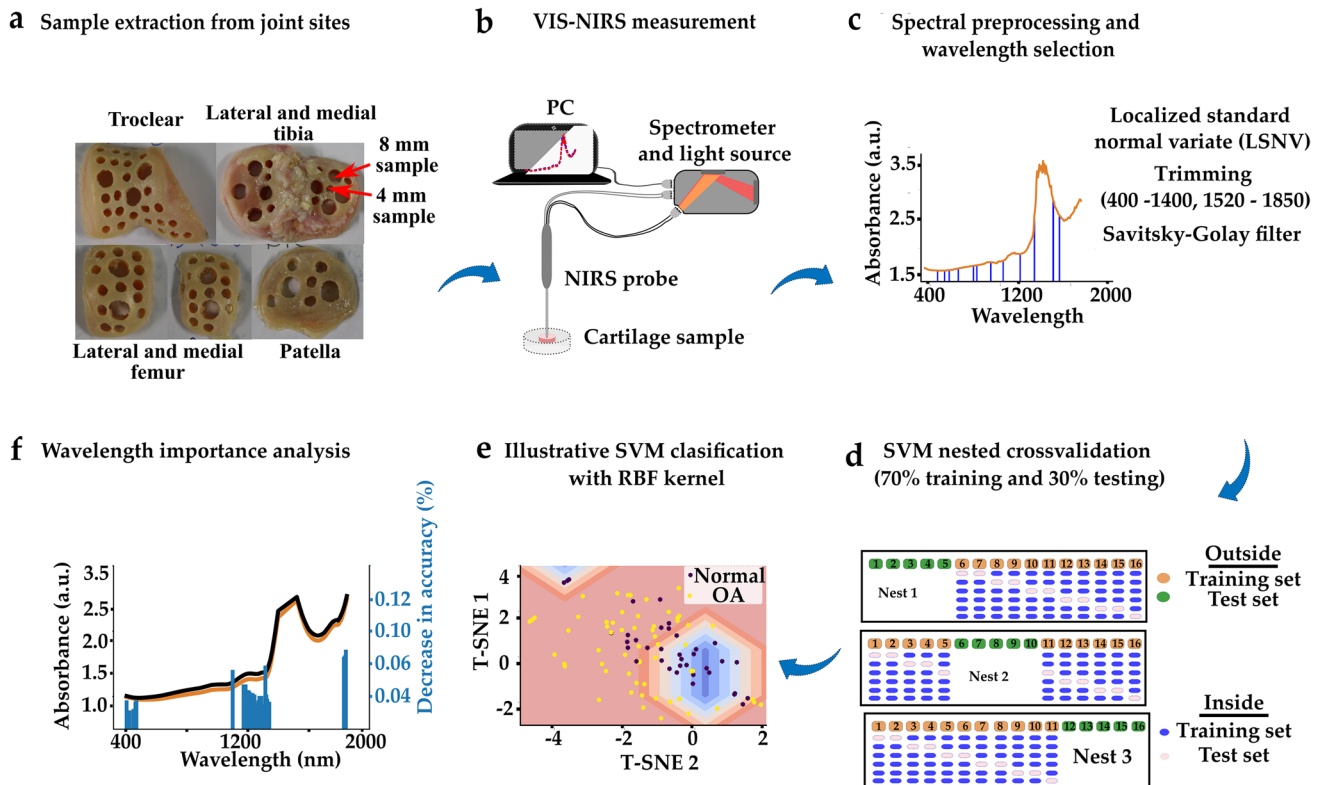 a Sample extraction from joint sites
Troclear
Lateral and medial
tibia
8 mm
sample
4 mm
sample
Lateral and medial
femur
Patella
b VIS-NIRS measurement
PC
Spectrometer
and light source
NIRS probe
Cartilage sample
c Spectral preprocessing and
wavelength selection
Absorbance (a.u.)
3.5
2.5
1.5
400 1200 2000
Wavelength
Localized standard
normal variate (LSNV)
Trimming
(400 -1400, 1520 - 1850)
Savitsky-Golay filter
f Wavelength importance analysis
Absorbance (a.u.)
3.5
2.5
2.0
1.5
1.0
400 1200 2000
Wavelength (nm)
0.12
0.10
0.06
0.04
Decrease in accuracy (%)
e Illustrative SVM clasification
with RBF kernel
T-SNE 1
4
2
0
-2
-4 -2 0 2
T-SNE 2
Normal
OA
d SVM nested crossvalidation
(70% training and 30% testing)
1 2 3 4 5 6 7 8 9 10 11 12 13 14 15 16
Nest 1
1 2 3 4 5 6 7 8 9 10 11 12 13 14 15 16
Nest 2
1 2 3 4 5 6 7 8 9 10 11 12 13 14 15 16
Nest 3
Outside
Training set
Test set
Inside
Training set
Test set